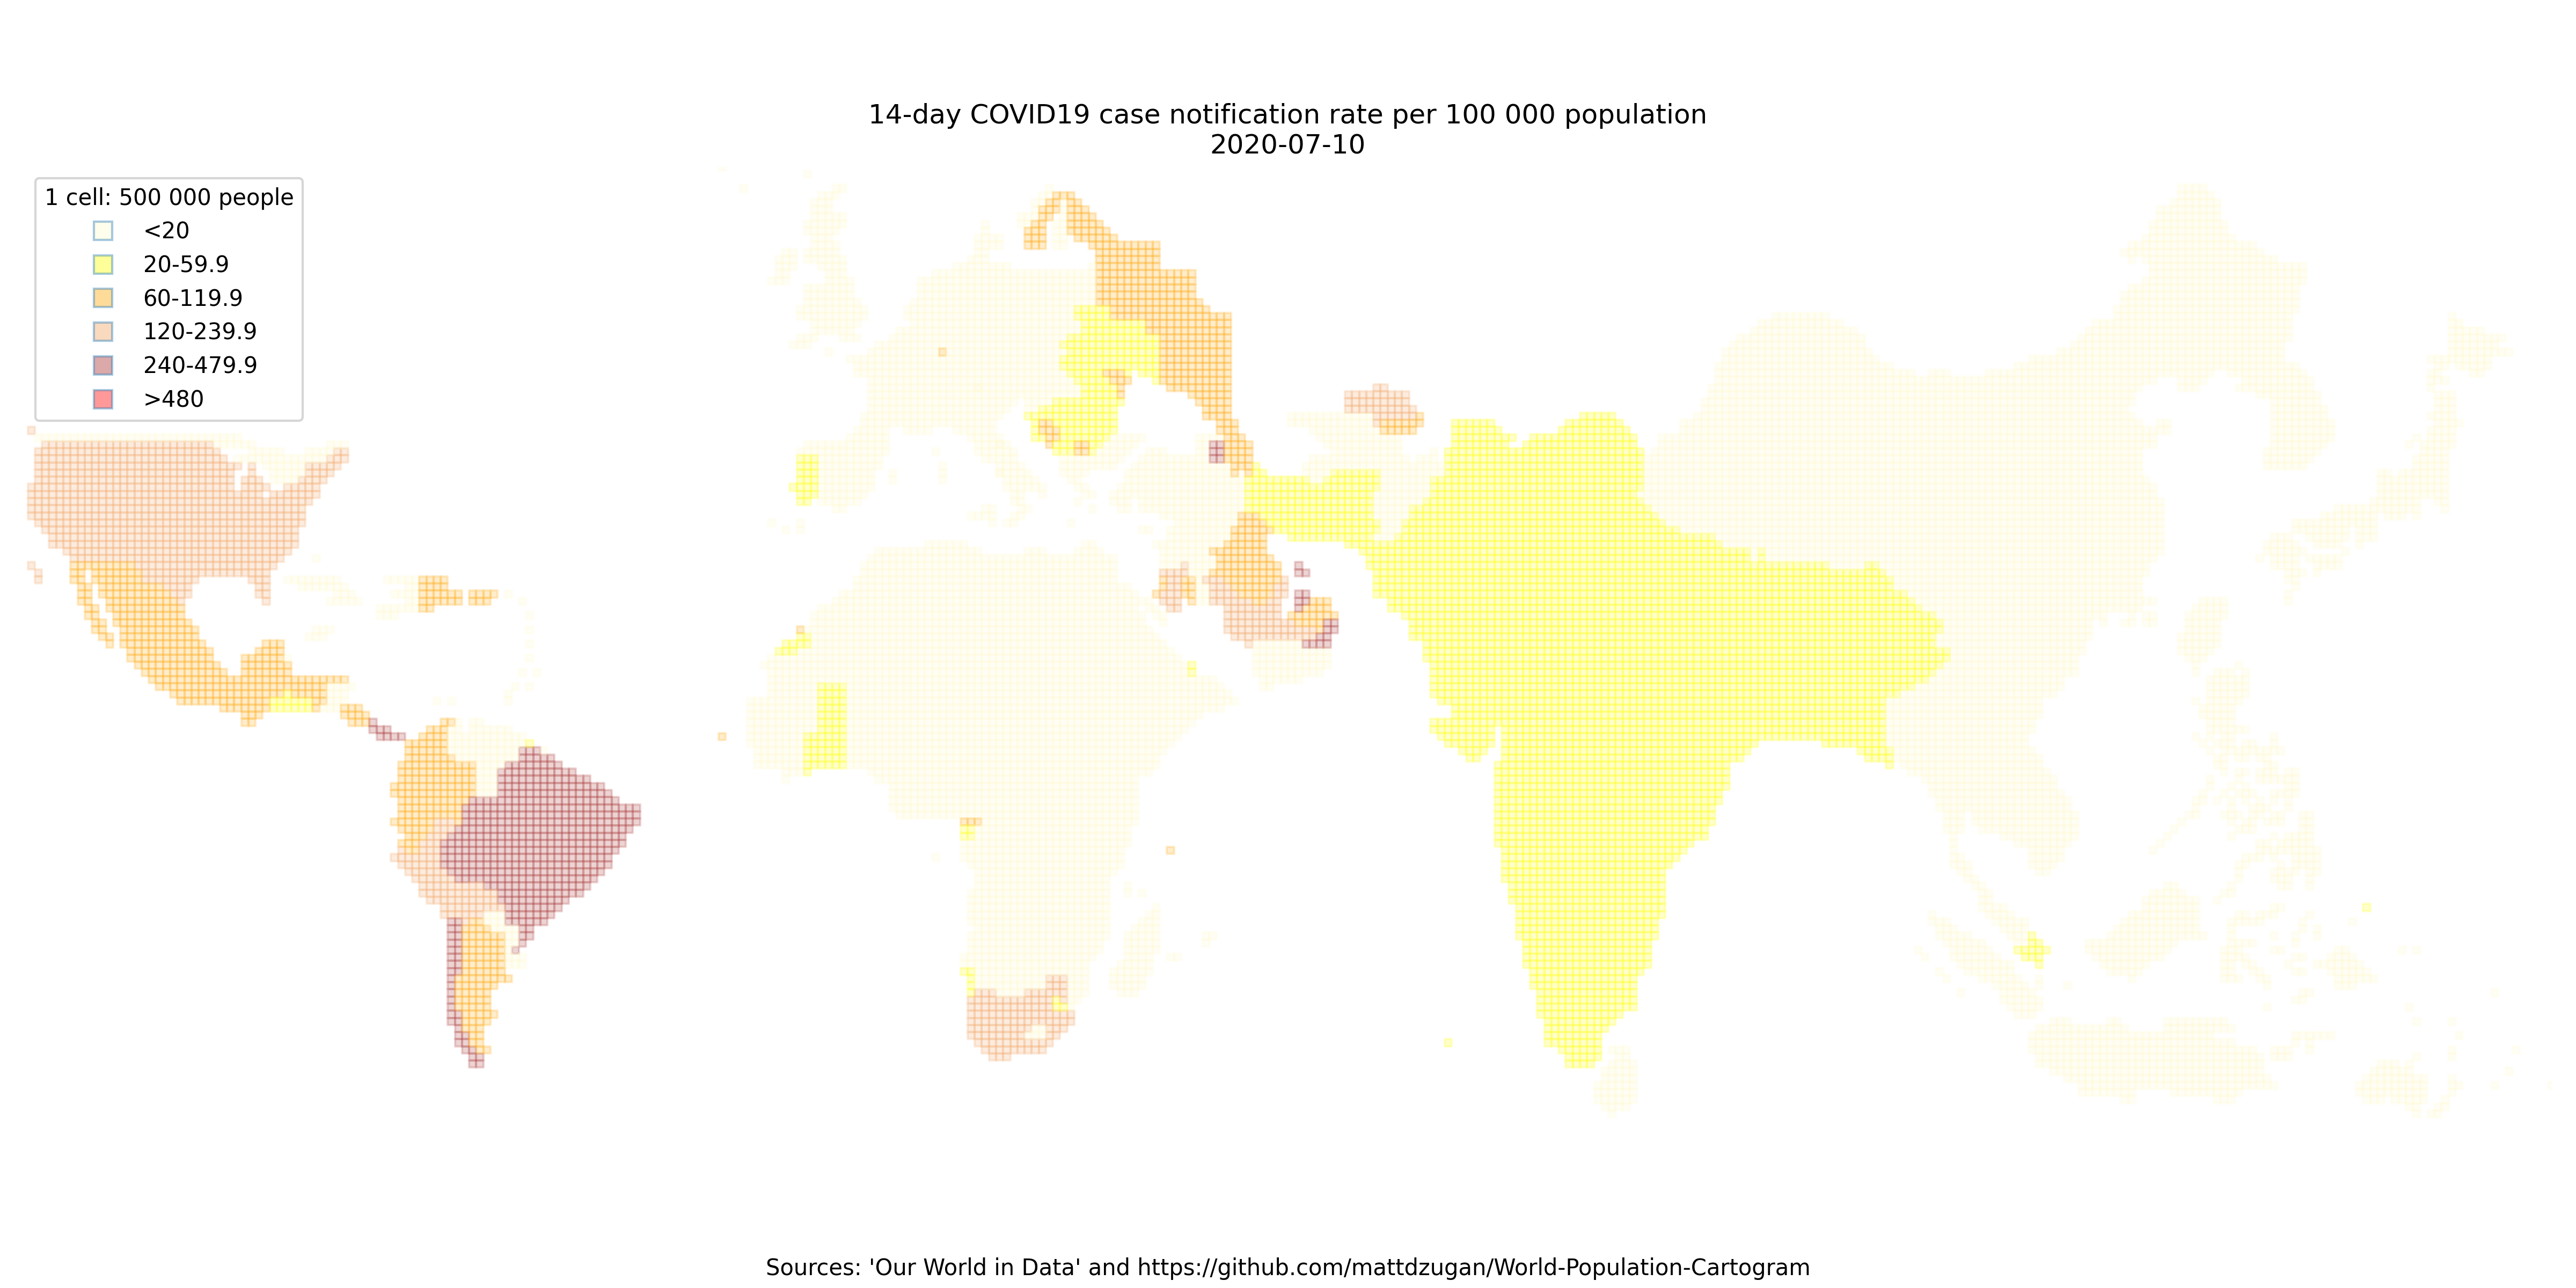 14-day COVID19 case notification rate per 100 000 population
2020-07-10
1 cell: 500 000 people
<20
20-59.9
60-119.9
120-239.9
240-479.9
>480
Sources: 'Our World in Data' and https://github.com/mattdzugan/World-Population-Cartogram